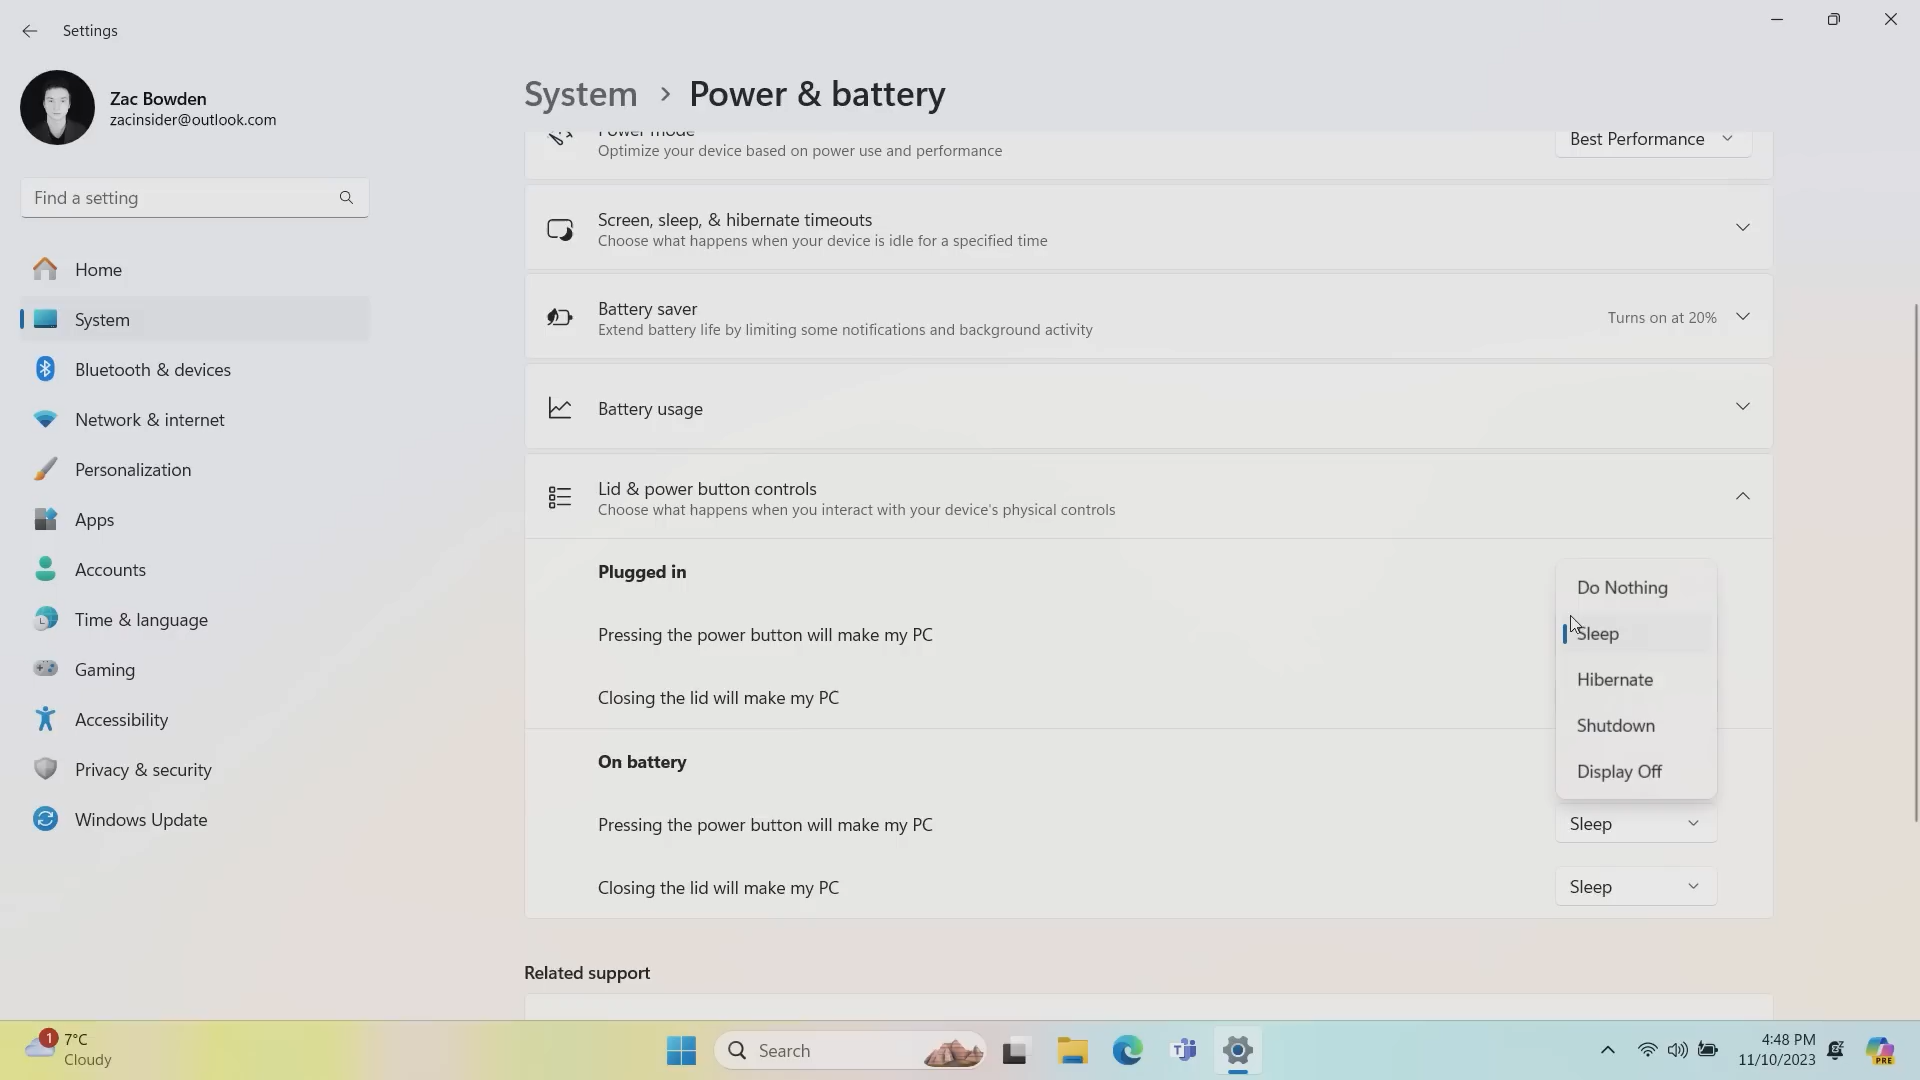 Settings
Zac Bowden
zacinsider@outlook.com
Find a setting
Home
System
Bluetooth & devices
Network & internet
Personalization
Apps
Accounts
Time & language
Gaming
Accessibility
Privacy & security
Windows Update
System › Power & battery
Power mode
Optimize your device based on power use and performance
Best Performance
Screen, sleep, & hibernate timeouts
Choose what happens when your device is idle for a specified time
Battery saver
Extend battery life by limiting some notifications and background activity
Turns on at 20%
Battery usage
Lid & power button controls
Choose what happens when you interact with your device's physical controls
Plugged in
Pressing the power button will make my PC
Closing the lid will make my PC
Do Nothing
Sleep
Hibernate
Shutdown
Display Off
On battery
Pressing the power button will make my PC
Sleep
Closing the lid will make my PC
Sleep
Related support
1
7°C
Cloudy
Search
4:48 PM
11/10/2023
PRE